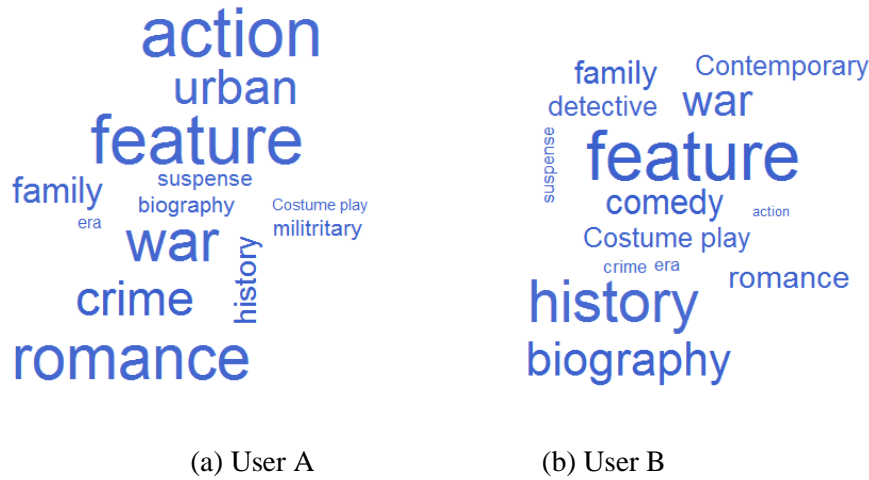 action
urban
feature
suspense
family
biography
Costume play
era
militritary
war
history
crime
romance
(a) User A
family
Contemporary
detective
war
suspense
feature
comedy
action
Costume play
crime
era
romance
history
biography
(b) User B